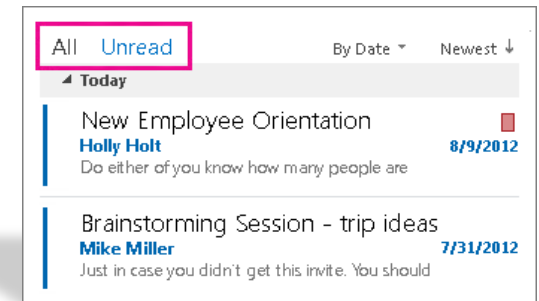 All Unread By Date Newest
Today
New Employee Orientation
Holly Holt 8/9/2012
Do either of you know how many people are
Brainstorming Session - trip ideas
Mike Miller 7/31/2012
Just in case you didn't get this invite. You should